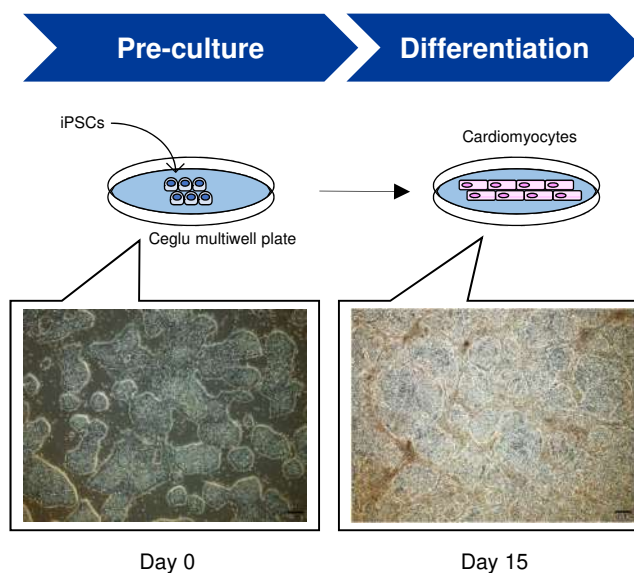 Pre-culture
Differentiation
iPSCs
Cardiomyocytes
Ceglu multiwell plate
Day 0
Day 15